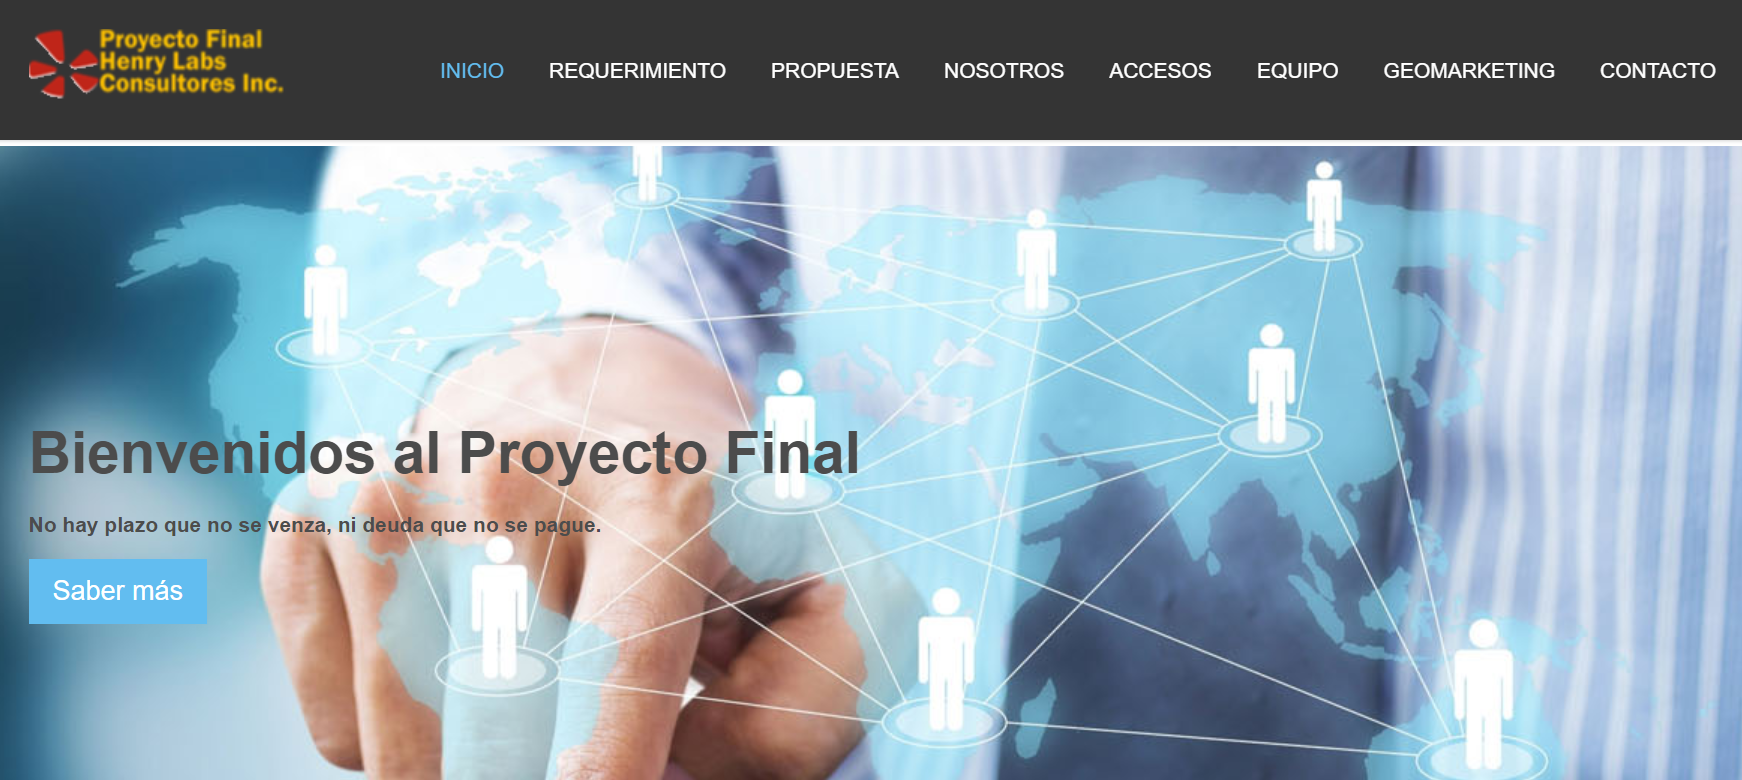 Proyecto Final
Henry Labs
Consultores Inc.
INICIO REQUERIMIENTO PROPUESTA NOSOTROS ACCESOS EQUIPO GEOMARKETING CONTACTO
Bienvenidos al Proyecto Final
No hay plazo que no se venza, ni deuda que no se pague.
Saber más